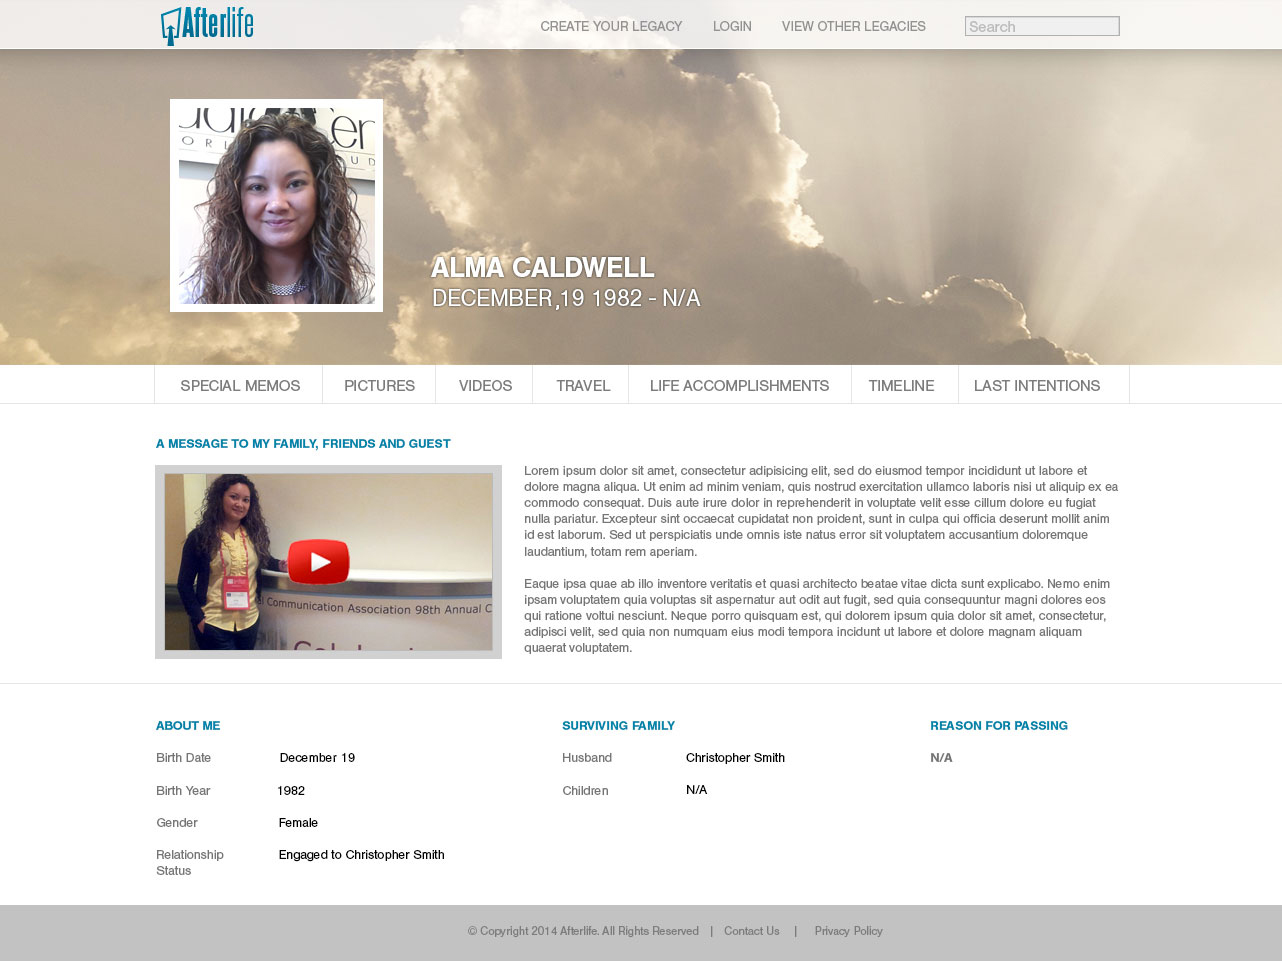 Afterlife
CREATE YOUR LEGACY LOGIN VIEW OTHER LEGACIES Search
ALMA CALDWELL
DECEMBER,19 1982 - N/A
SPECIAL MEMOS PICTURES VIDEOS TRAVEL LIFE ACCOMPLISHMENTS TIMELINE LAST INTENTIONS
A MESSAGE TO MY FAMILY, FRIENDS AND GUEST
Communication Association 98th Annual C
Lorem ipsum dolor sit amet, consectetur adipisicing elit, sed do eiusmod tempor incididunt ut labore et
dolore magna aliqua. Ut enim ad minim veniam, quis nostrud exercitation ullamco laboris nisi ut aliquip ex ea
commodo consequat. Duis aute irure dolor in reprehenderit in voluptate velit esse cillum dolore eu fugiat
nulla pariatur. Excepteur sint occaecat cupidatat non proident, sunt in culpa qui officia deserunt mollit anim
id est laborum. Sed ut perspiciatis unde omnis iste natus error sit voluptatem accusantium doloremque
laudantium, totam rem aperiam.
Eaque ipsa quae ab illo inventore veritatis et quasi architecto beatae vitae dicta sunt explicabo. Nemo enim
ipsam voluptatem quia voluptas sit aspernatur aut odit aut fugit, sed quia consequuntur magni dolores eos
qui ratione voltui nesciunt. Neque porro quisquam est, qui dolorem ipsum quia dolor sit amet, consectetur,
adipisci velit, sed quia non numquam eius modi tempora incidunt ut labore et dolore magnam aliquam
quaerat voluptatem.
ABOUT ME
Birth Date December 19
Birth Year 1982
Gender Female
Relationship Engaged to Christopher Smith
Status
SURVIVING FAMILY
Husband Christopher Smith
Children N/A
REASON FOR PASSING
N/A
© Copyright 2014 Afterlife. All Rights Reserved | Contact Us | Privacy Policy